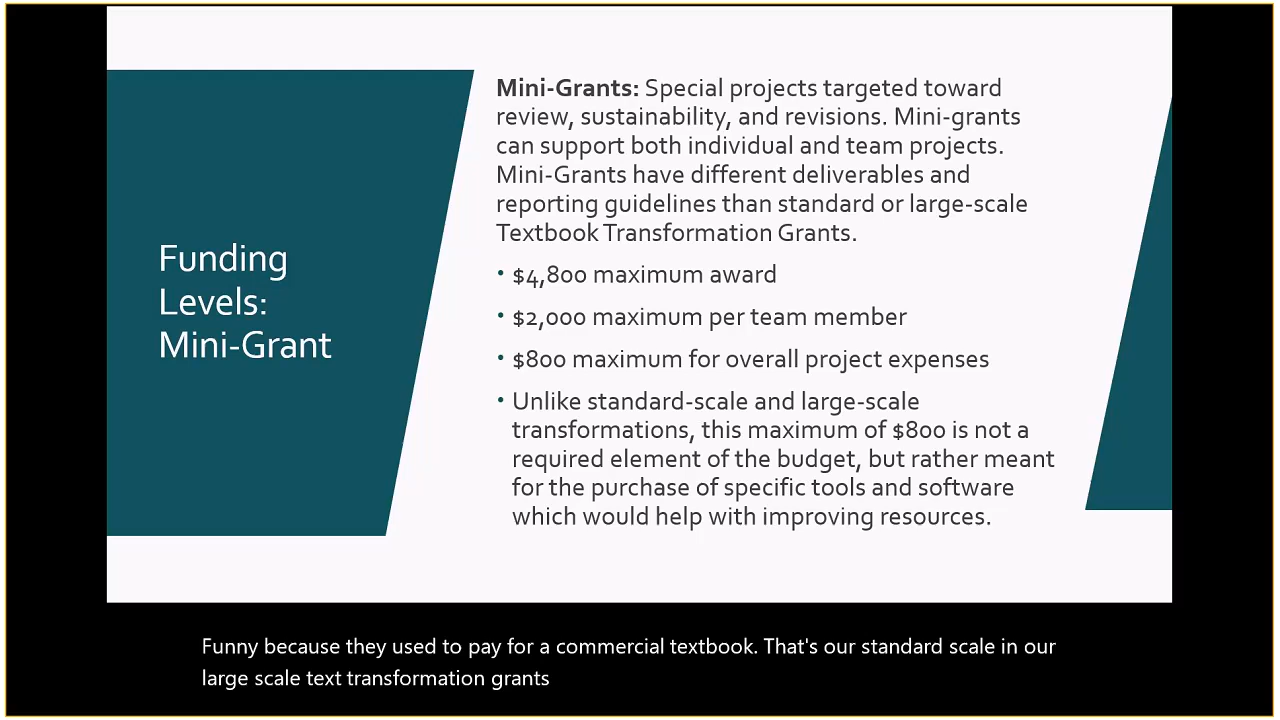 Funding
Levels:
Mini-Grant
Mini-Grants: Special projects targeted toward
review, sustainability, and revisions. Mini-grants
can support both individual and team projects.
Mini-Grants have different deliverables and
reporting guidelines than standard or large-scale
Textbook Transformation Grants.
• $4,800 maximum award
• $2,000 maximum per team member
• $800 maximum for overall project expenses
• Unlike standard-scale and large-scale
transformations, this maximum of $800 is not a
required element of the budget, but rather meant
for the purchase of specific tools and software
which would help with improving resources.
Funny because they used to pay for a commercial textbook. That's our standard scale in our
large scale text transformation grants